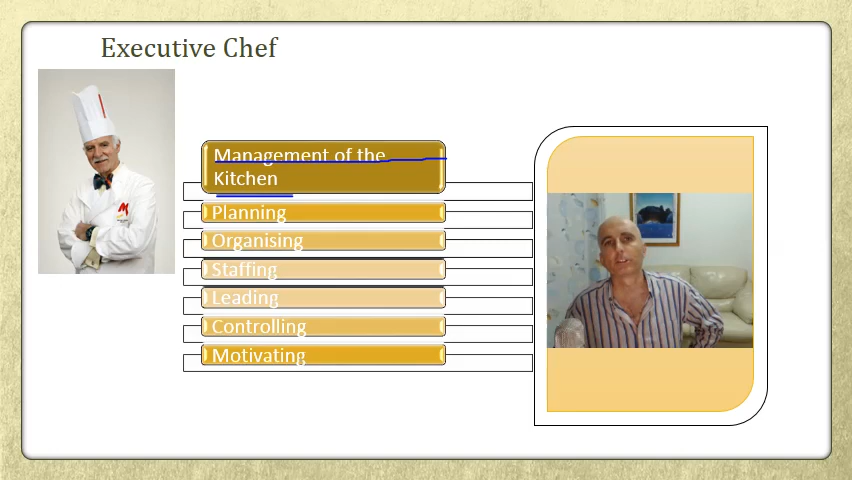 Executive Chef
Management of the
Kitchen
Planning
Organising
Staffing
Leading
Controlling
Motivating